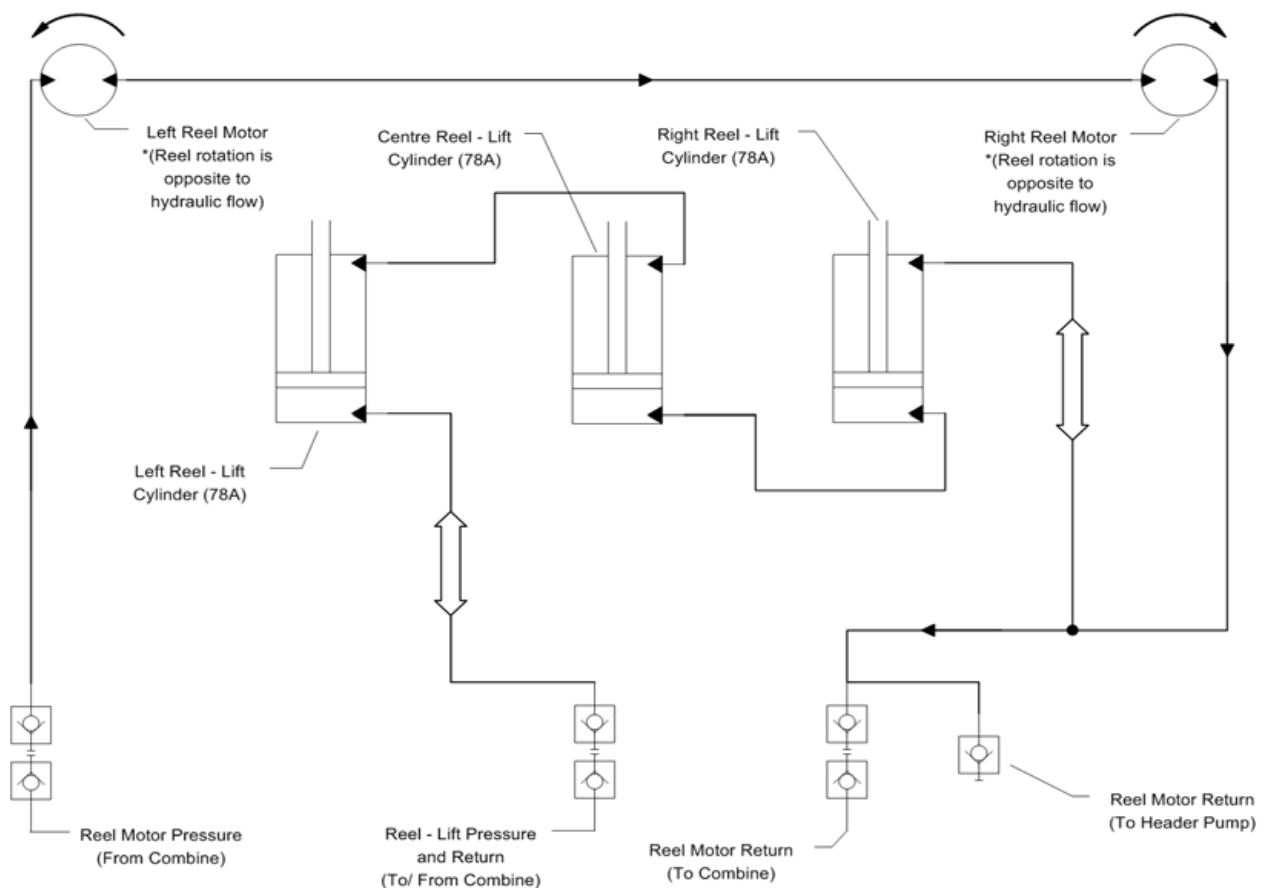 Left Reel Motor
*(Reel rotation is
opposite to
hydraulic flow)
Centre Reel - Lift
Cylinder (78A)
Right Reel - Lift
Cylinder (78A)
Right Reel Motor
*(Reel rotation is
opposite to
hydraulic flow)
Left Reel - Lift
Cylinder (78A)
Reel Motor Pressure
(From Combine)
Reel - Lift Pressure
and Return
(To/ From Combine)
Reel Motor Return
(To Combine)
Reel Motor Return
(To Header Pump)